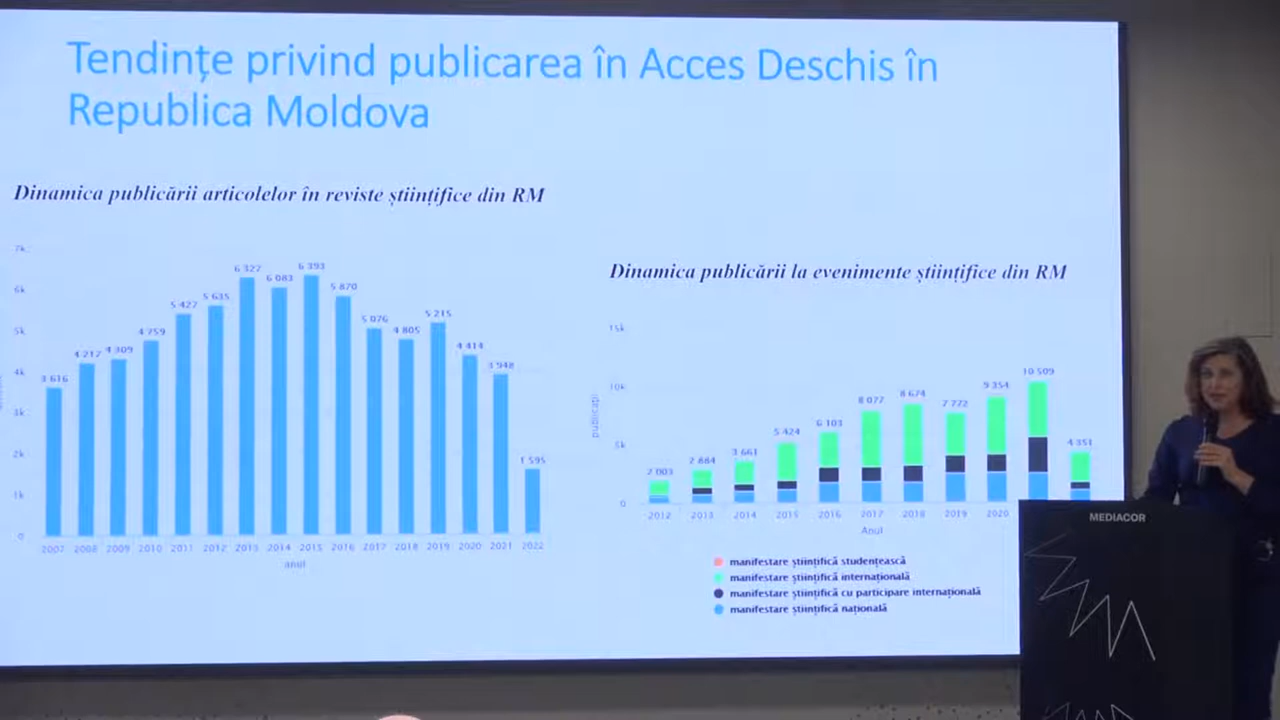 Tendințe privind publicarea în Acces Deschis în
Republica Moldova
Dinamica publicării articolelor în reviste științifice din RM
7k
6k
5k
4k
3k
2k
1k
0
3 616
4 217
4 309
4 759
5 427
5 635
6 327
6 083
6 393
5 870
5 076
4 805
5 215
4 414
3 948
1 595
2007 2008 2009 2010 2011 2012 2013 2014 2015 2016 2017 2018 2019 2020 2021 2022
anul
Dinamica publicării la evenimente științifice din RM
15k
10k
5k
0
publicații
2 003
2 884
3 661
5 424
6 103
8 077
8 674
7 772
9 354
10 509
4 351
2012 2013 2014 2015 2016 2017 2018 2019 2020
Anul
manifestare științifică studențească
manifestare științifică internațională
manifestare științifică cu participare internațională
manifestare științifică națională
MEDIACOR